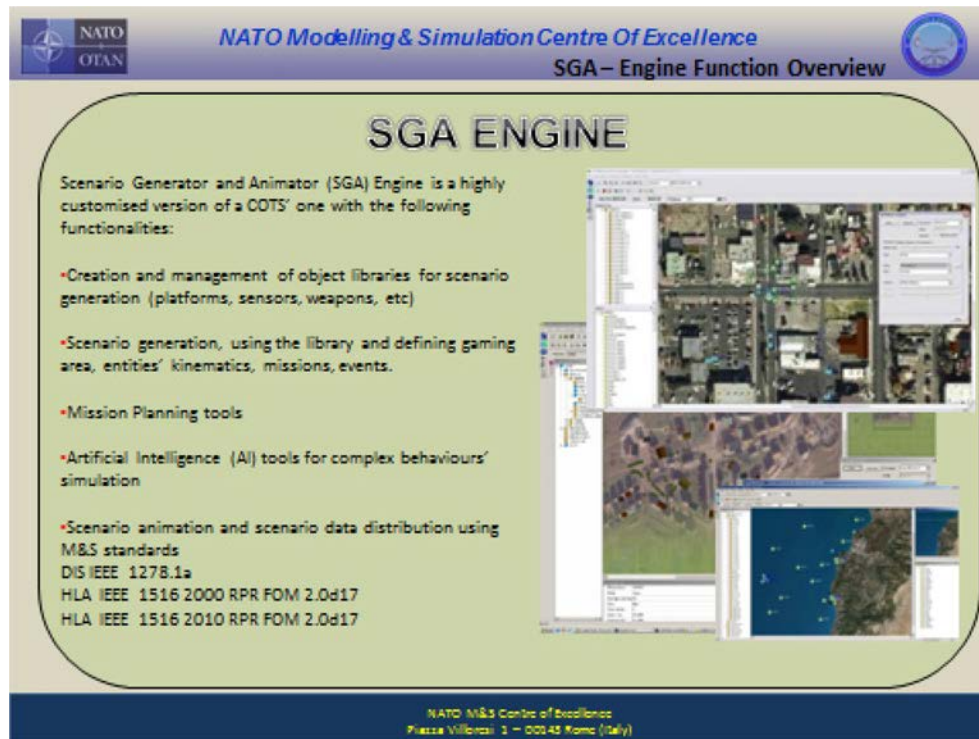 NATO
OTAN
NATO Modelling & Simulation Centre Of Excellence
SGA – Engine Function Overview
SGA ENGINE
Scenario Generator and Animator (SGA) Engine is a highly
customised version of a COTS’ one with the following
functionalities:
•Creation and management of object libraries for scenario
generation (platforms, sensors, weapons, etc)
•Scenario generation, using the library and defining gaming
area, entities’ kinematics, missions, events.
•Mission Planning tools
•Artificial Intelligence (AI) tools for complex behaviours’
simulation
•Scenario animation and scenario data distribution using
M&S standards
DIS IEEE 1278.1a
HLA IEEE 1516 2000 RPR FOM 2.0d17
HLA IEEE 1516 2010 RPR FOM 2.0d17
NATO M&S Centre of Excellence
Piazza Villoresi 1 – 00143 Rome (Italy)